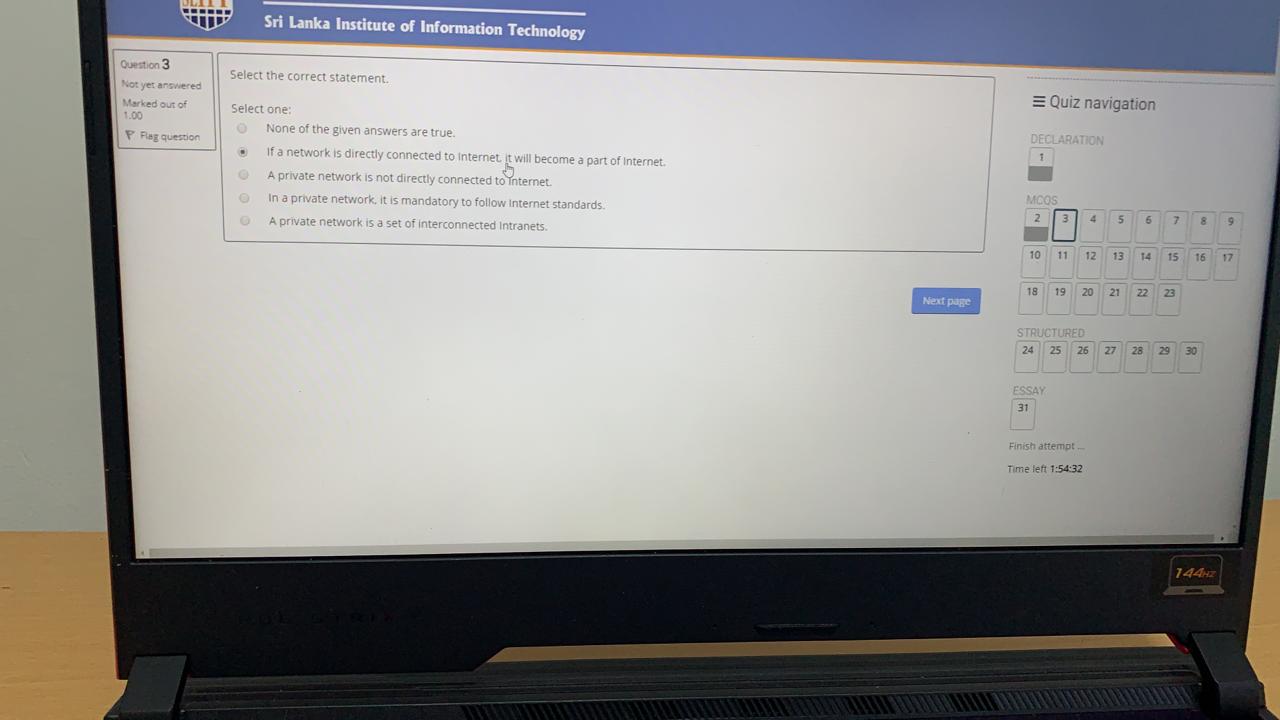 Sri Lanka Institute of Information Technology
Question 3
Not yet answered
Marked out of
1.00
Flag question
Select the correct statement.
Select one:
None of the given answers are true.
If a network is directly connected to Internet, it will become a part of Internet.
A private network is not directly connected to Internet.
In a private network, it is mandatory to follow Internet standards.
A private network is a set of interconnected Intranets.
Next page
Quiz navigation
DECLARATION
1
MCQS
2 3 4 5 6 7 8 9
10 11 12 13 14 15 16 17
18 19 20 21 22 23
STRUCTURED
24 25 26 27 28 29 30
ESSAY
31
Finish attempt ...
Time left 1:54:32
144HZ